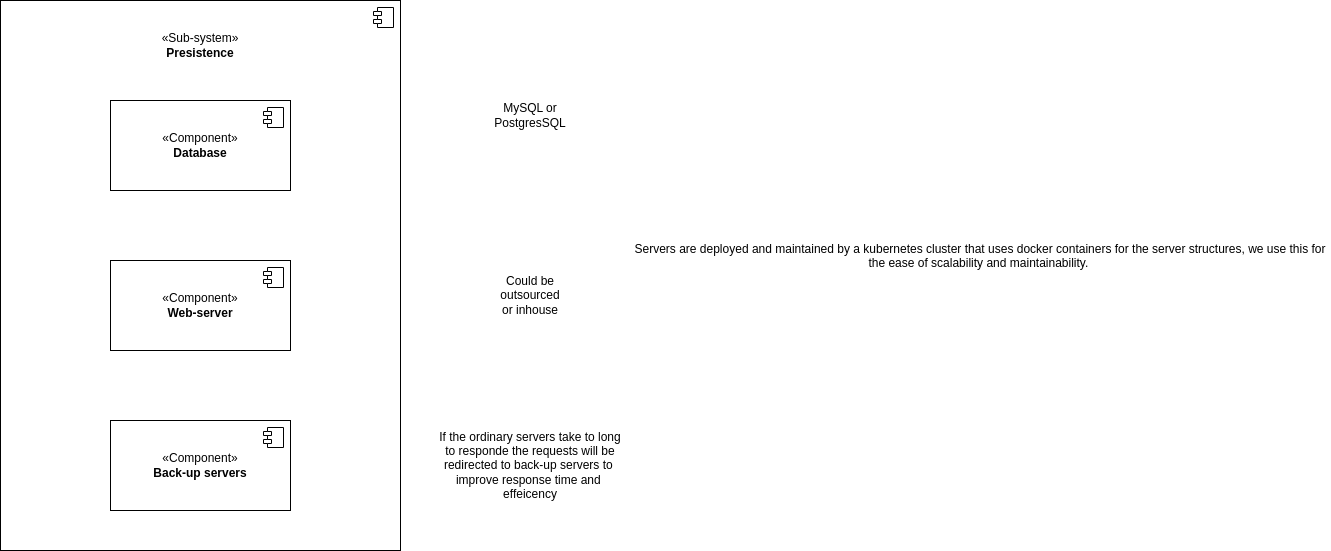 «Sub-system»
Presistence
«Component»
Database
MySQL or
PostgresSQL
Servers are deployed and maintained by a kubernetes cluster that uses docker containers for the server structures, we use this for
the ease of scalability and maintainability.
«Component»
Web-server
Could be
outsourced
or inhouse
«Component»
Back-up servers
If the ordinary servers take to long
to responde the requests will be
redirected to back-up servers to
improve response time and
effeicency